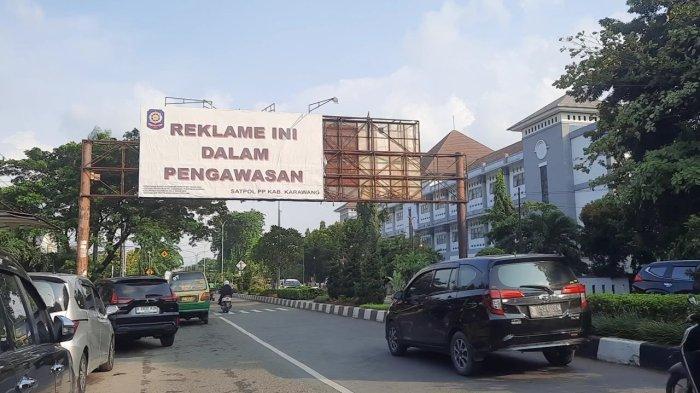 REKLAME INI
DALAM
PENGAWASAN
SATPOL PP KAB. KARAWANG